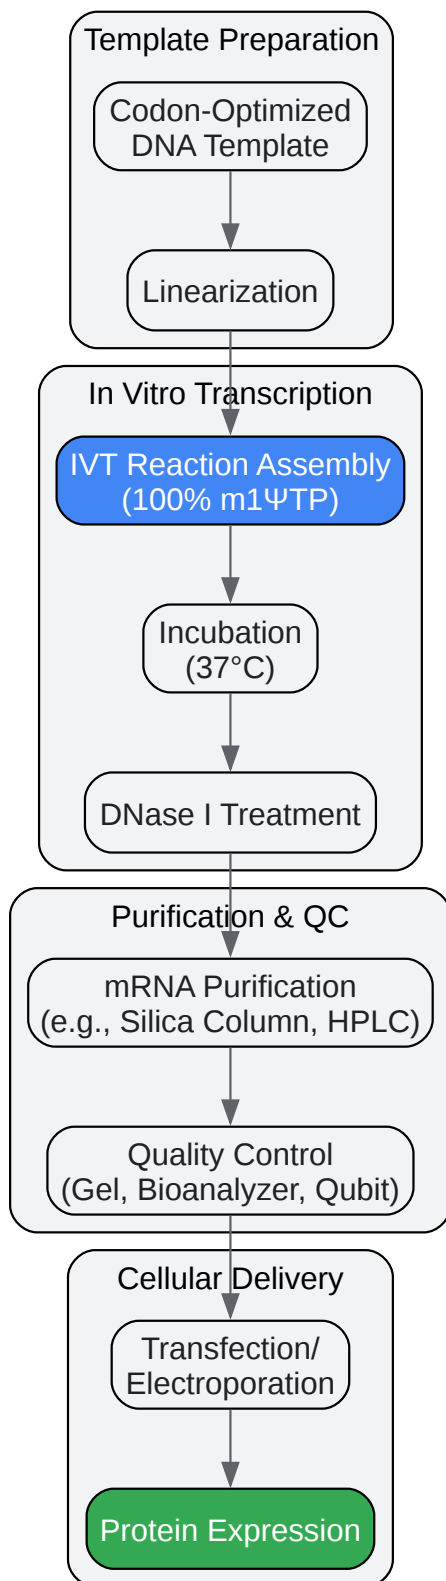 Template Preparation
Codon-Optimized
DNA Template
Linearization
In Vitro Transcription
IVT Reaction Assembly
(100% m1ΨTP)
Incubation
(37°C)
DNase I Treatment
Purification & QC
mRNA Purification
(e.g., Silica Column, HPLC)
Quality Control
(Gel, Bioanalyzer, Qubit)
Cellular Delivery
Transfection/
Electroporation
Protein Expression